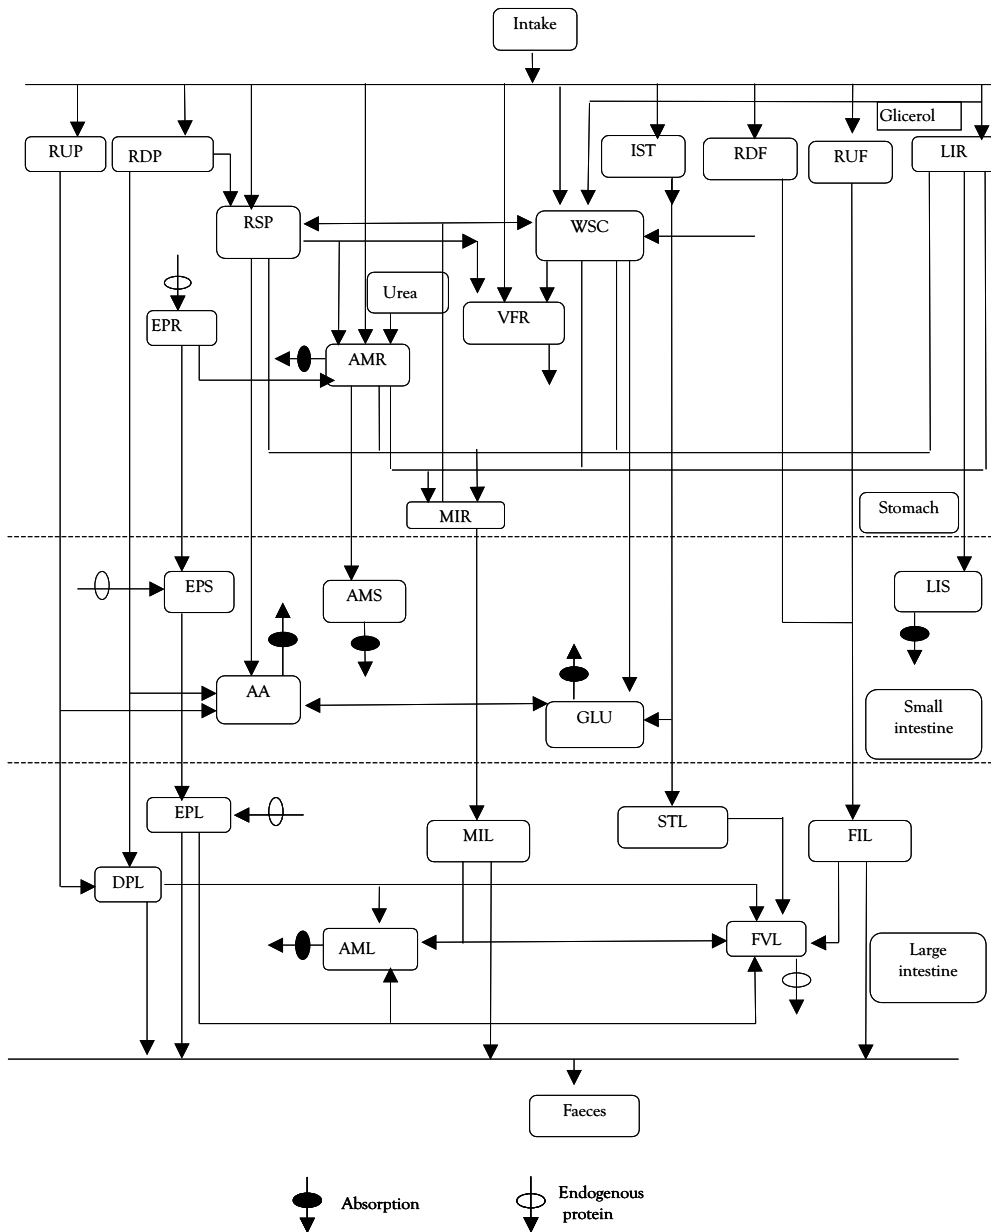 Intake
Glicerol
RUP
RDP
IST
RDF
RUF
LIR
RSP
WSC
Urea
EPR
VFR
AMR
MIR
Stomach
EPS
AMS
LIS
AA
GLU
Small
intestine
EPL
MIL
STL
FIL
DPL
AML
FVL
Large
intestine
Faeces
Absorption
Endogenous
protein